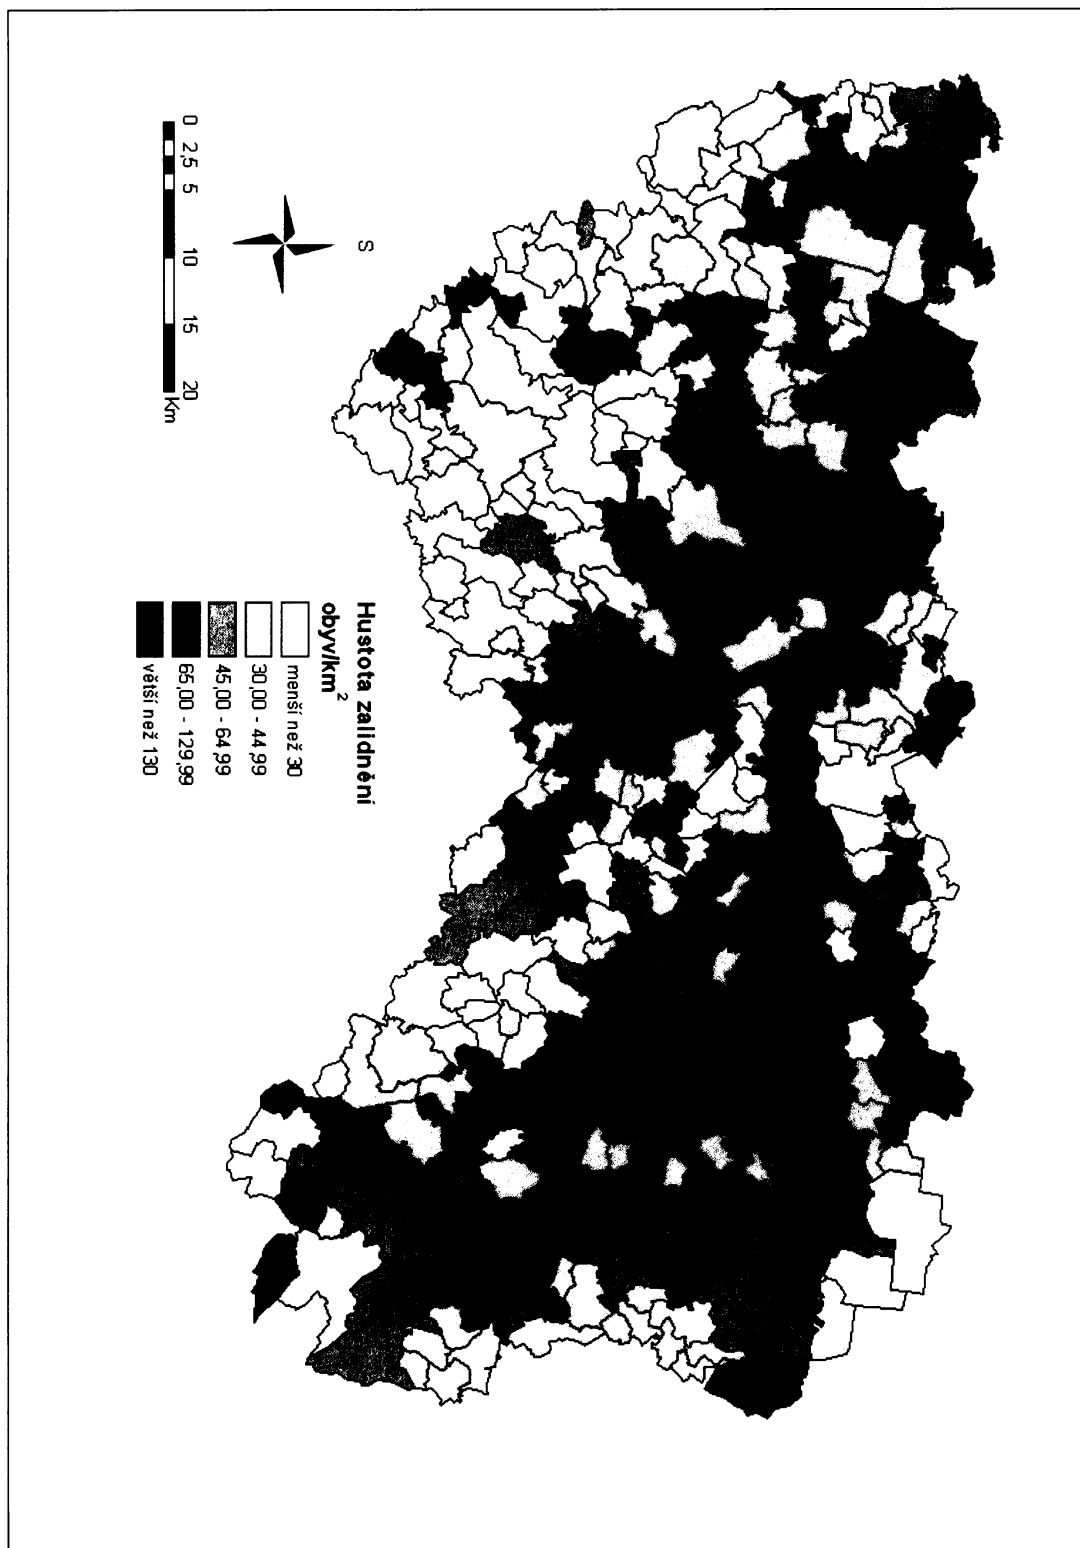 Hustota zalidnění
obyv/km²
menší než 30
30,00 - 44,99
45,00 - 64,99
65,00 - 129,99
větší než 130
S
0 2,5 5 10 15 20
Km